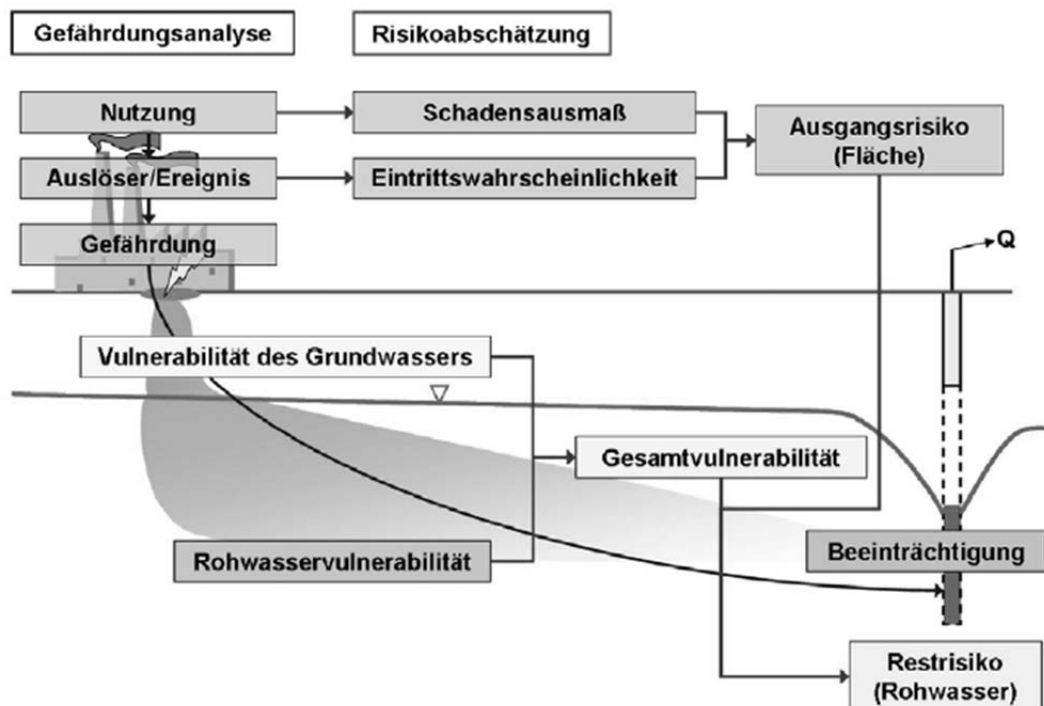 Gefährdungsanalyse
Risikoabschätzung
Nutzung
Schadensausmaß
Ausgangsrisiko
(Fläche)
Auslöser/Ereignis
Eintrittswahrscheinlichkeit
Gefährdung
Q
Vulnerabilität des Grundwassers
Gesamtvulnerabilität
Rohwasservulnerabilität
Beeinträchtigung
Restrisiko
(Rohwasser)